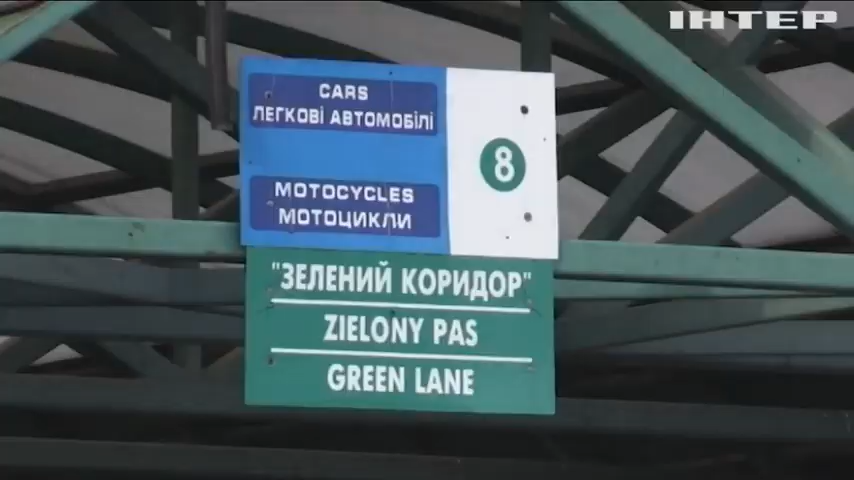 ІНТЕР
CARS
ЛЕГКОВІ АВТОМОБІЛІ
8
MOTOCYCLES
МОТОЦИКЛИ
"ЗЕЛЕНИЙ КОРИДОР"
ZIELONY PAS
GREEN LANE